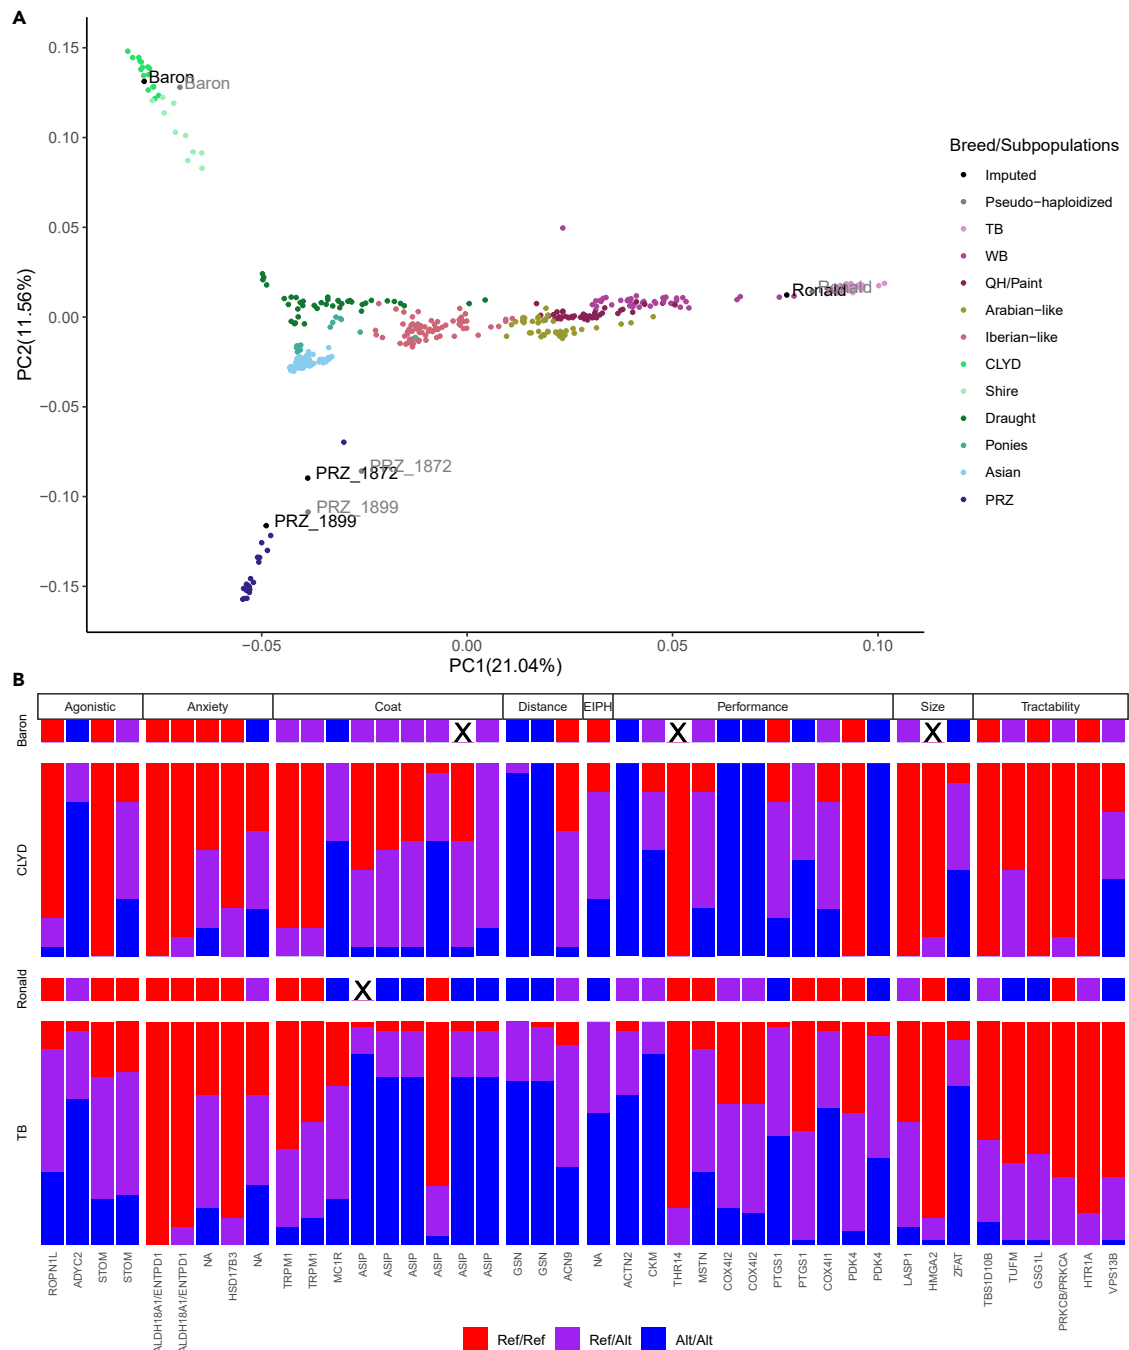 A
0.15
0.10
0.05
0.00
−0.05
−0.10
−0.15
PC2(11.56%)
Baron
Baron
Ronald
Ronald
PRZ_1872
PRZ_1872
PRZ_1899
PRZ_1899
−0.05
0.00
0.05
0.10
PC1(21.04%)
Breed/Subpopulations
Imputed
Pseudo−haploidized
TB
WB
QH/Paint
Arabian−like
Iberian−like
CLYD
Shire
Draught
Ponies
Asian
PRZ
B
Agonistic
Anxiety
Coat
Distance
EIPH
Performance
Size
Tractability
Baron
X
X
X
CLYD
Ronald
X
TB
ROPN1L
ADYC2
STOM
STOM
ALDH18A1/ENTPD1
ALDH18A1/ENTPD1
NA
HSD17B3
NA
TRPM1
TRPM1
MC1R
ASIP
ASIP
ASIP
ASIP
ASIP
ASIP
GSN
GSN
ACN9
NA
ACTN2
CKM
THR14
MSTN
COX4I2
COX4I2
PTGS1
PTGS1
COX4I1
PDK4
PDK4
LASP1
HMGA2
ZFAT
TBS1D10B
TUFM
GSG1L
PRKCB/PRKCA
HTR1A
VPS13B
Ref/Ref
Ref/Alt
Alt/Alt